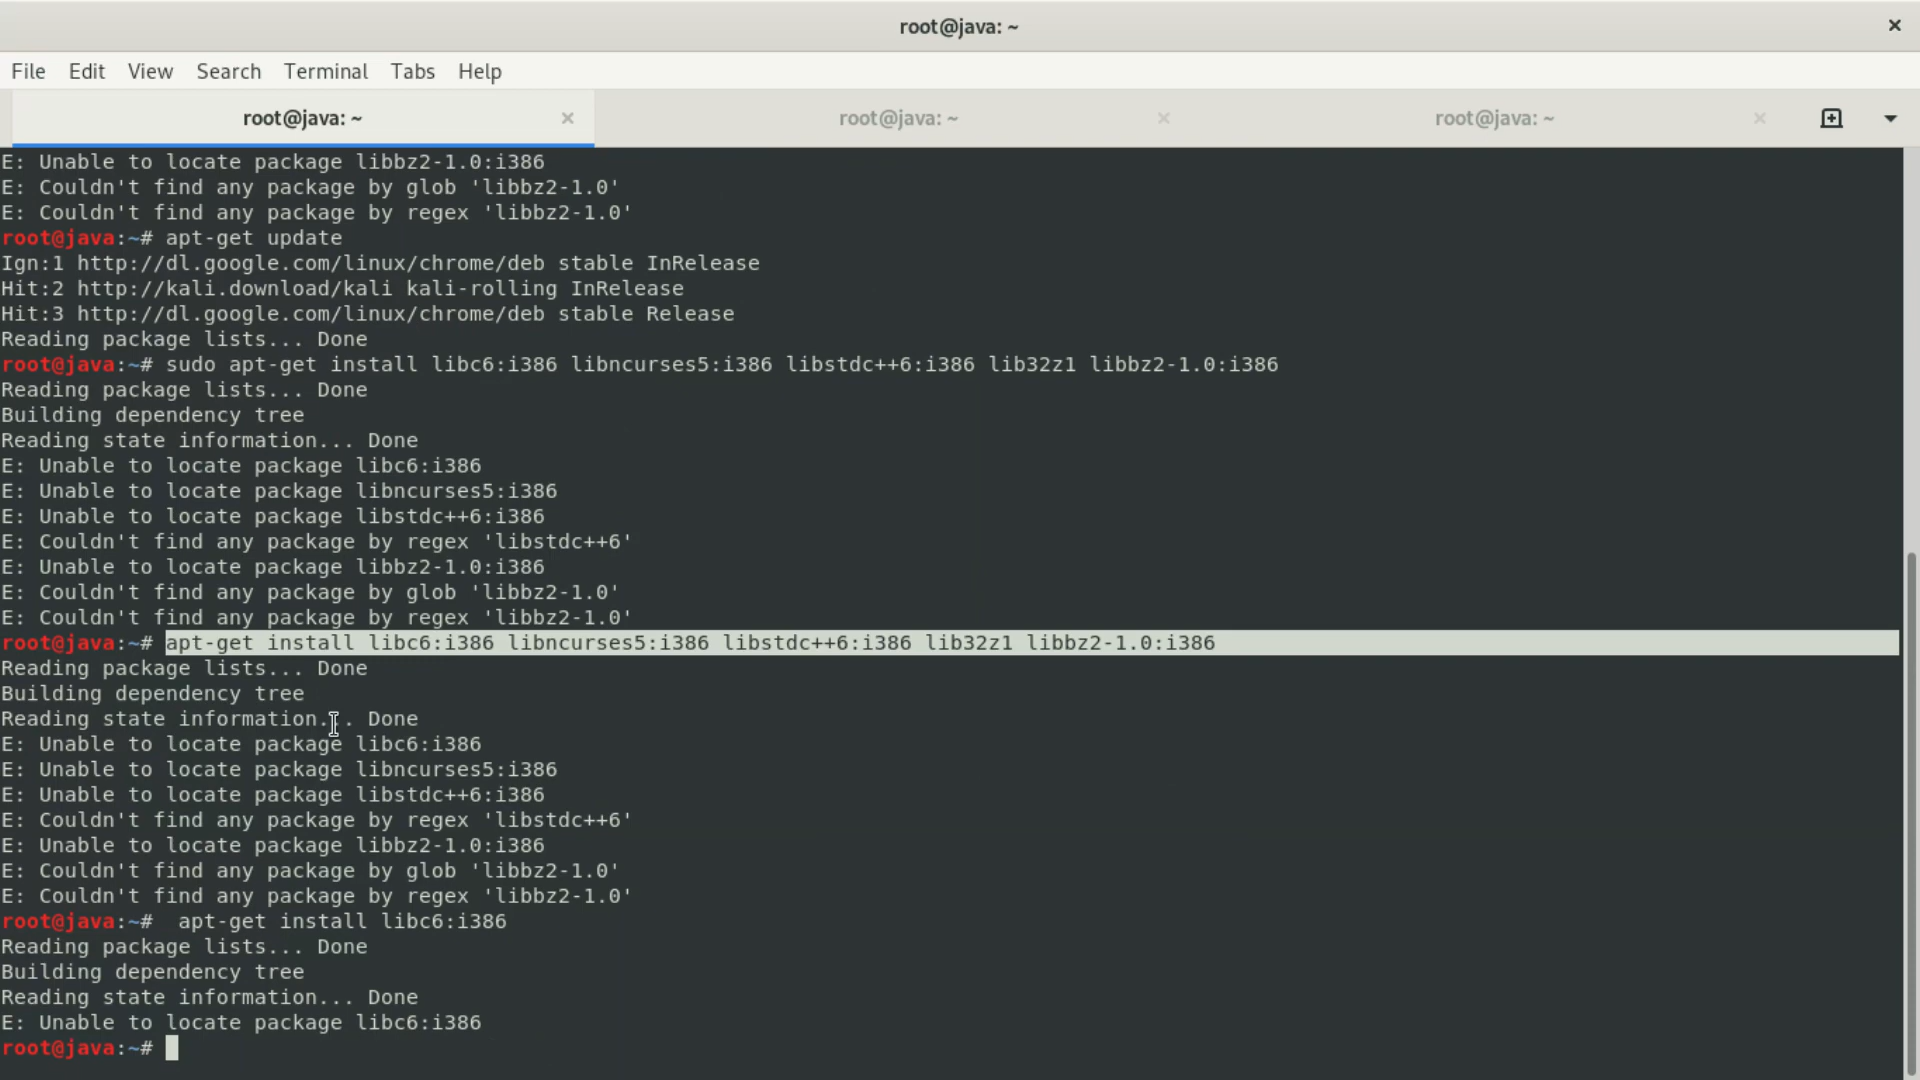 root@java: ~
File Edit View Search Terminal Tabs Help
root@java: ~ root@java: ~ root@java: ~
E: Unable to locate package libbz2-1.0:i386
E: Couldn't find any package by glob 'libbz2-1.0'
E: Couldn't find any package by regex 'libbz2-1.0'
root@java:~# apt-get update
Ign:1 http://dl.google.com/linux/chrome/deb stable InRelease
Hit:2 http://kali.download/kali kali-rolling InRelease
Hit:3 http://dl.google.com/linux/chrome/deb stable Release
Reading package lists... Done
root@java:~# sudo apt-get install libc6:i386 libncurses5:i386 libstdc++6:i386 lib32z1 libbz2-1.0:i386
Reading package lists... Done
Building dependency tree
Reading state information... Done
E: Unable to locate package libc6:i386
E: Unable to locate package libncurses5:i386
E: Unable to locate package libstdc++6:i386
E: Couldn't find any package by regex 'libstdc++6'
E: Unable to locate package libbz2-1.0:i386
E: Couldn't find any package by glob 'libbz2-1.0'
E: Couldn't find any package by regex 'libbz2-1.0'
root@java:~# apt-get install libc6:i386 libncurses5:i386 libstdc++6:i386 lib32z1 libbz2-1.0:i386
Reading package lists... Done
Building dependency tree
Reading state information... Done
E: Unable to locate package libc6:i386
E: Unable to locate package libncurses5:i386
E: Unable to locate package libstdc++6:i386
E: Couldn't find any package by regex 'libstdc++6'
E: Unable to locate package libbz2-1.0:i386
E: Couldn't find any package by glob 'libbz2-1.0'
E: Couldn't find any package by regex 'libbz2-1.0'
root@java:~#  apt-get install libc6:i386
Reading package lists... Done
Building dependency tree
Reading state information... Done
E: Unable to locate package libc6:i386
root@java:~#